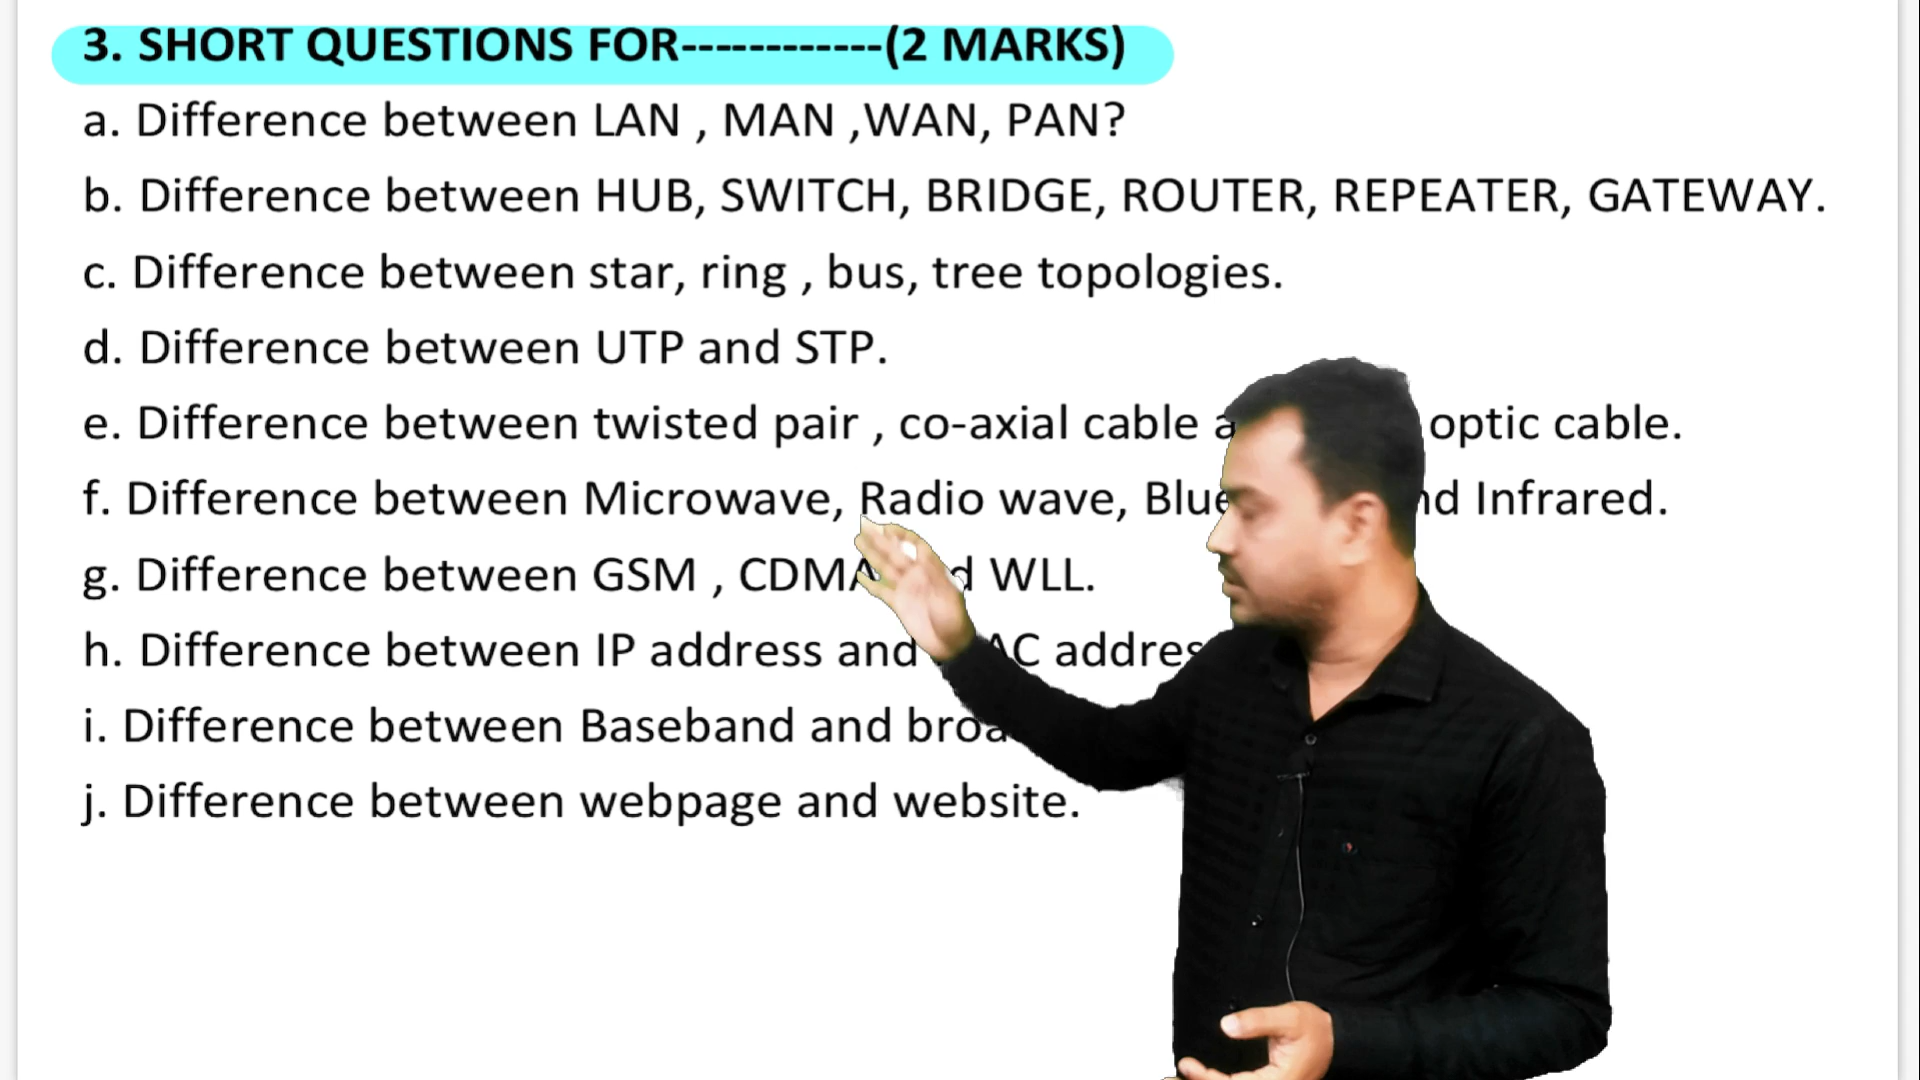 3. SHORT QUESTIONS FOR------------(2 MARKS)
a. Difference between LAN , MAN ,WAN, PAN?
b. Difference between HUB, SWITCH, BRIDGE, ROUTER, REPEATER, GATEWAY.
c. Difference between star, ring , bus, tree topologies.
d. Difference between UTP and STP.
e. Difference between twisted pair , co-axial cable optic cable.
f. Difference between Microwave, Radio wave, Infrared.
g. Difference between GSM , WLL.
h. Difference between IP address and
i. Difference between Baseband and
j. Difference between webpage and website.